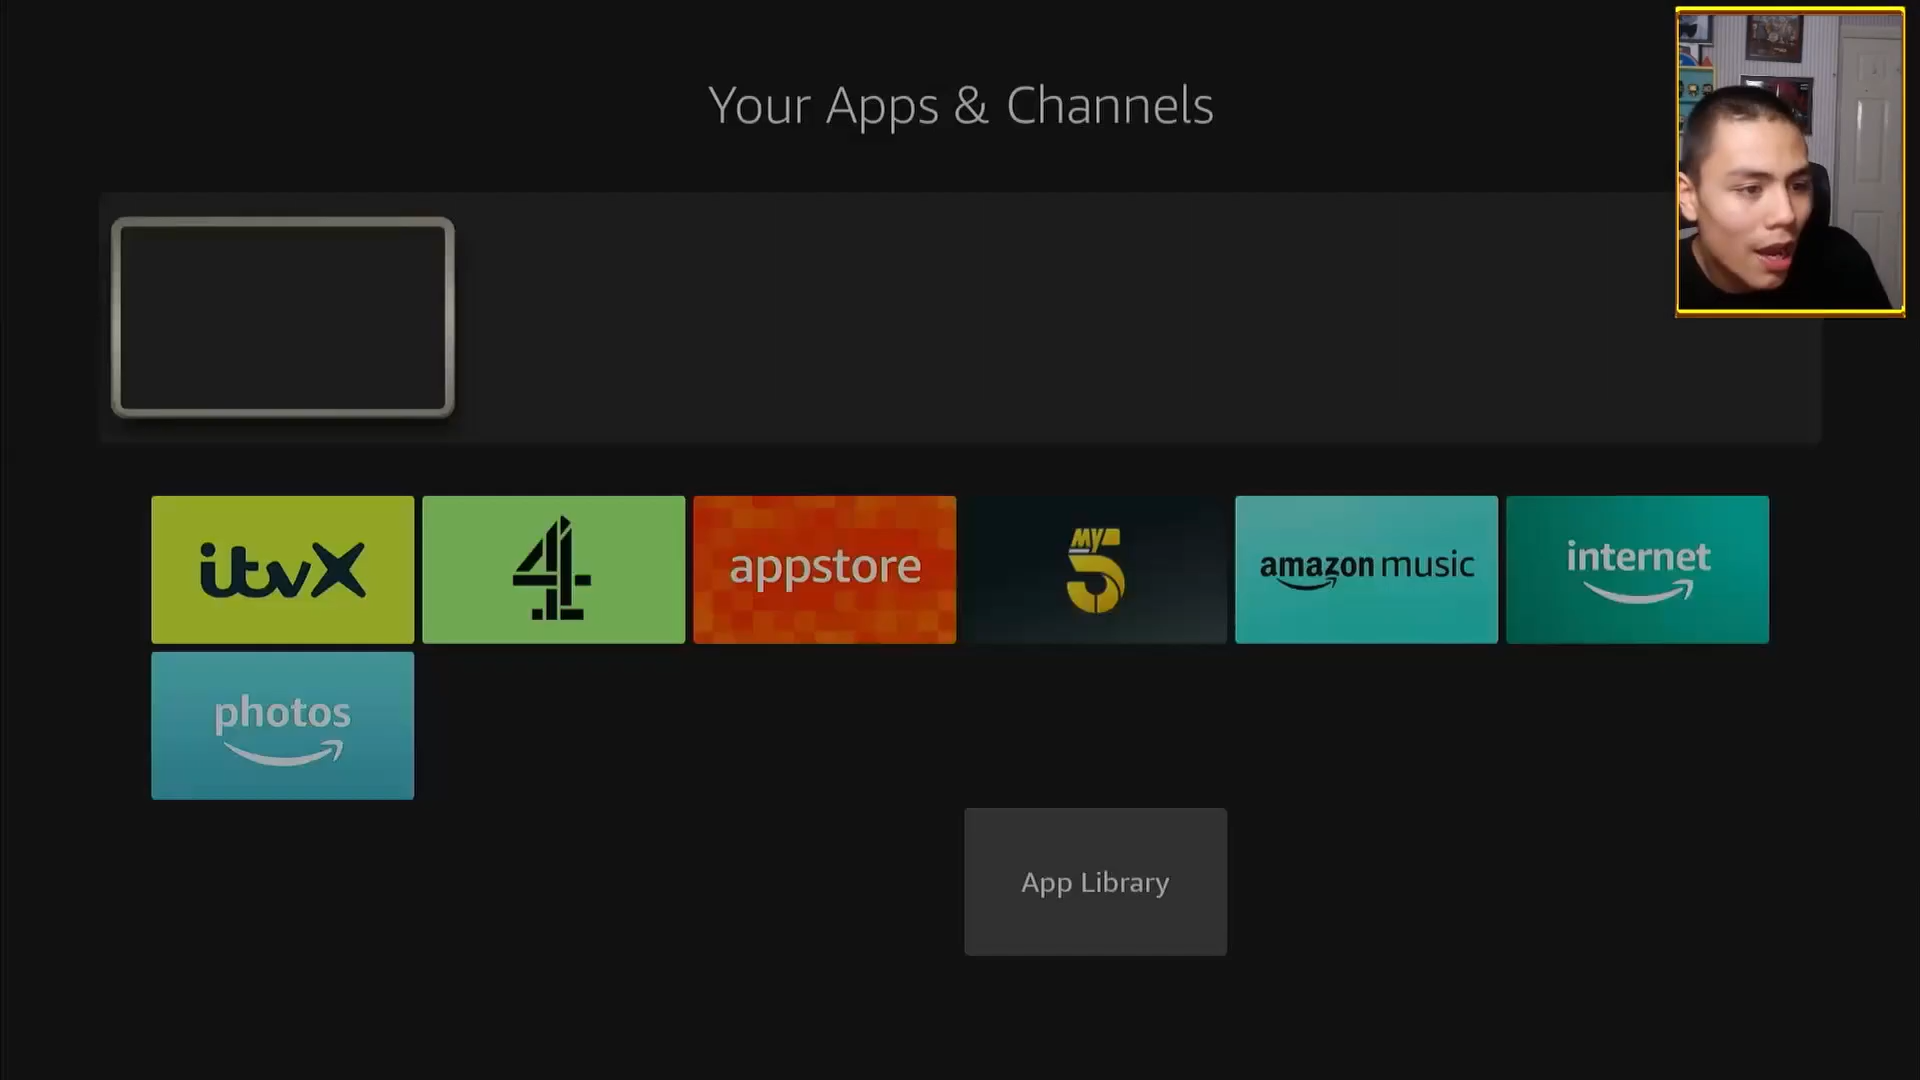 Your Apps & Channels
itvX
4
appstore
MY5
amazon music
internet
photos
App Library